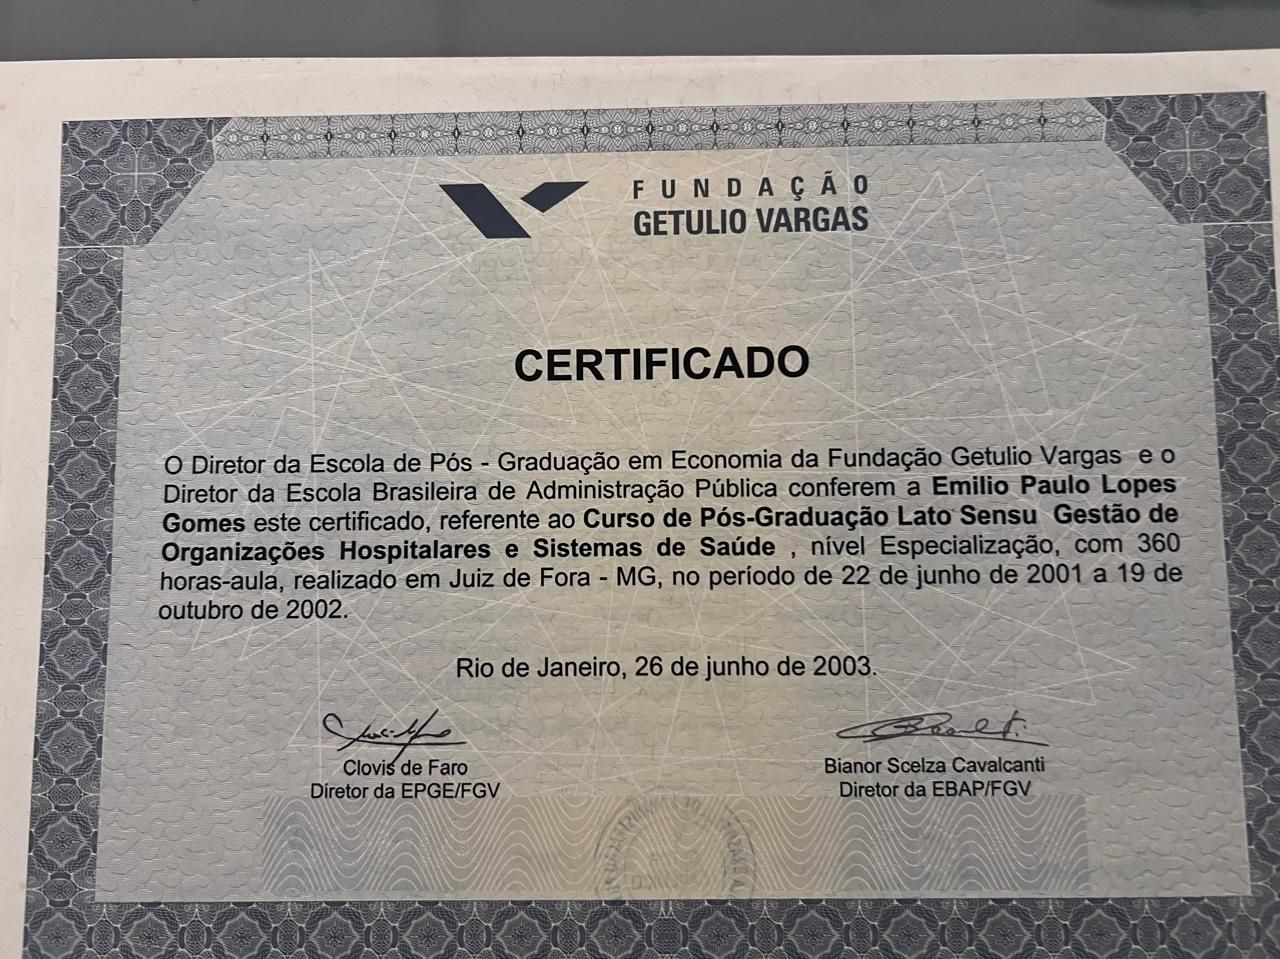 FUNDAÇÃO
GETULIO VARGAS
CERTIFICADO
O Diretor da Escola de Pós - Graduação em Economia da Fundação Getulio Vargas e o
Diretor da Escola Brasileira de Administração Pública conferem a Emilio Paulo Lopes
Gomes este certificado, referente ao Curso de Pós-Graduação Lato Sensu Gestão de
Organizações Hospitalares e Sistemas de Saúde , nível Especialização, com 360
horas-aula, realizado em Juiz de Fora - MG, no período de 22 de junho de 2001 a 19 de
outubro de 2002.
Rio de Janeiro, 26 de junho de 2003.
Clovis de Faro
Diretor da EPGE/FGV
Bianor Scelza Cavalcanti
Diretor da EBAP/FGV